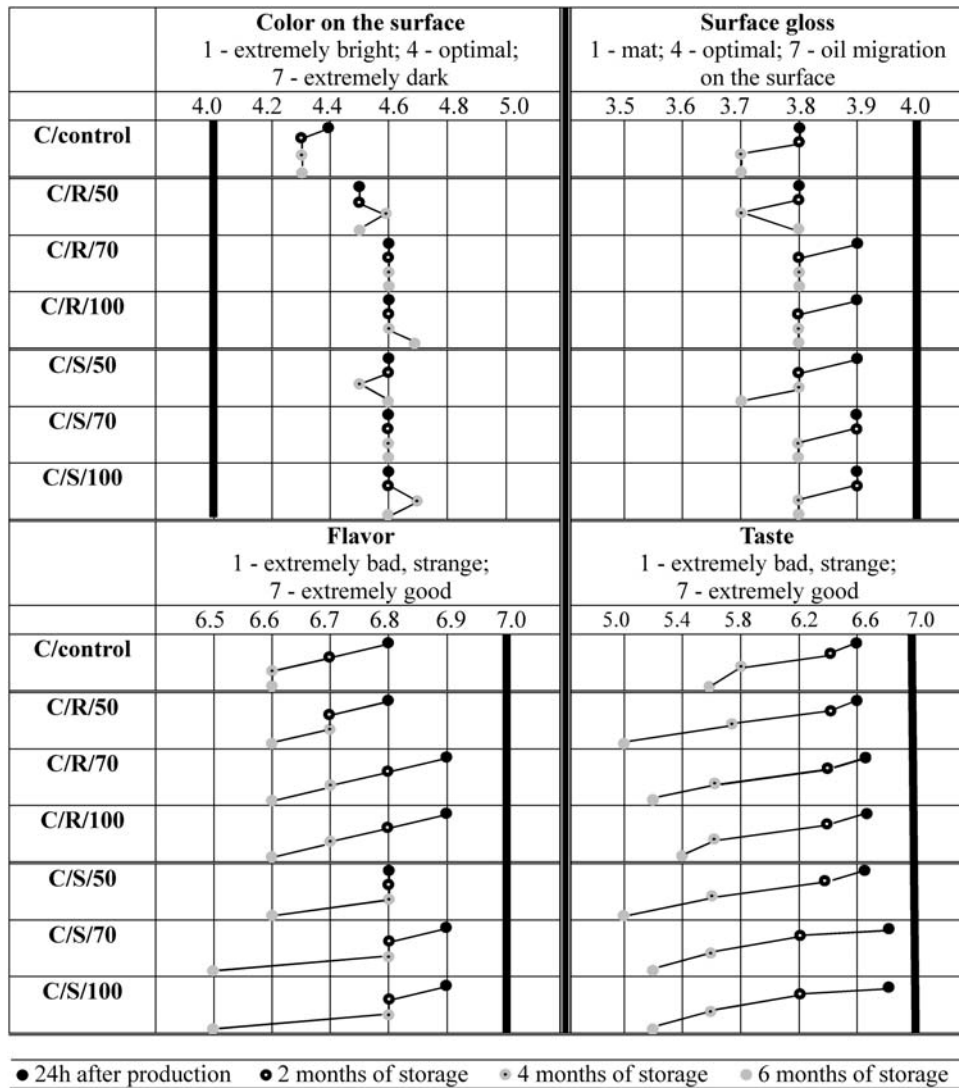 Color on the surface
1 - extremely bright; 4 - optimal;
7 - extremely dark
Surface gloss
1 - mat; 4 - optimal; 7 - oil migration
on the surface
4.0 4.2 4.4 4.6 4.8 5.0
3.5 3.6 3.7 3.8 3.9 4.0
C/control
C/R/50
C/R/70
C/R/100
C/S/50
C/S/70
C/S/100
Flavor
1 - extremely bad, strange;
7 - extremely good
Taste
1 - extremely bad, strange;
7 - extremely good
6.5 6.6 6.7 6.8 6.9 7.0
5.0 5.4 5.8 6.2 6.6 7.0
C/control
C/R/50
C/R/70
C/R/100
C/S/50
C/S/70
C/S/100
24h after production 2 months of storage 4 months of storage 6 months of storage